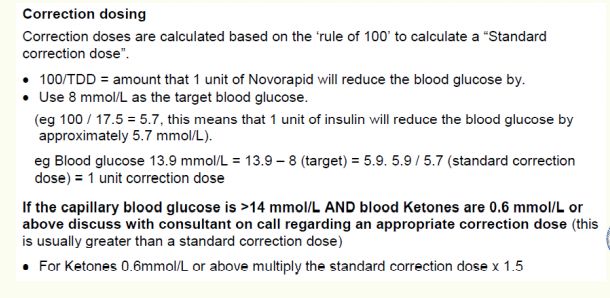 Correction dosing
Correction doses are calculated based on the ‘rule of 100’ to calculate a “Standard
correction dose”.
• 100/TDD = amount that 1 unit of Novorapid will reduce the blood glucose by.
• Use 8 mmol/L as the target blood glucose.
(eg 100 / 17.5 = 5.7, this means that 1 unit of insulin will reduce the blood glucose by
approximately 5.7 mmol/L).
eg Blood glucose 13.9 mmol/L = 13.9 – 8 (target) = 5.9. 5.9 / 5.7 (standard correction
dose) = 1 unit correction dose
If the capillary blood glucose is >14 mmol/L AND blood Ketones are 0.6 mmol/L or
above discuss with consultant on call regarding an appropriate correction dose (this
is usually greater than a standard correction dose)
• For Ketones 0.6mmol/L or above multiply the standard correction dose x 1.5